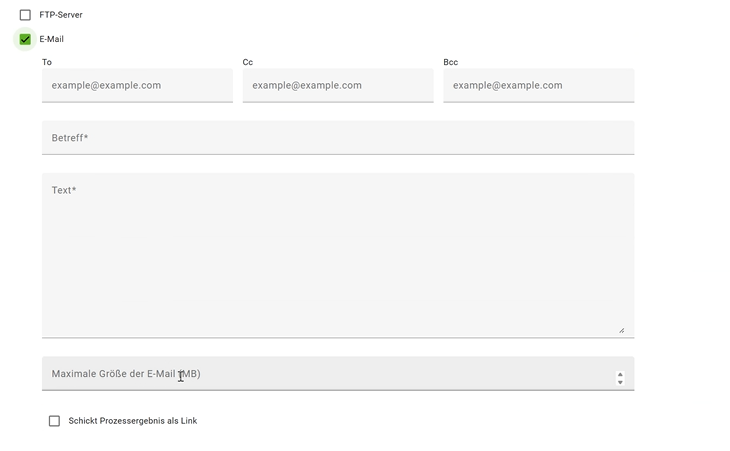 FTP-Server
E-Mail
To Cc Bcc
example@example.com example@example.com example@example.com
Betreff*
Text*
Maximale Größe der E-Mail (MB)
Schickt Prozessergebnis als Link